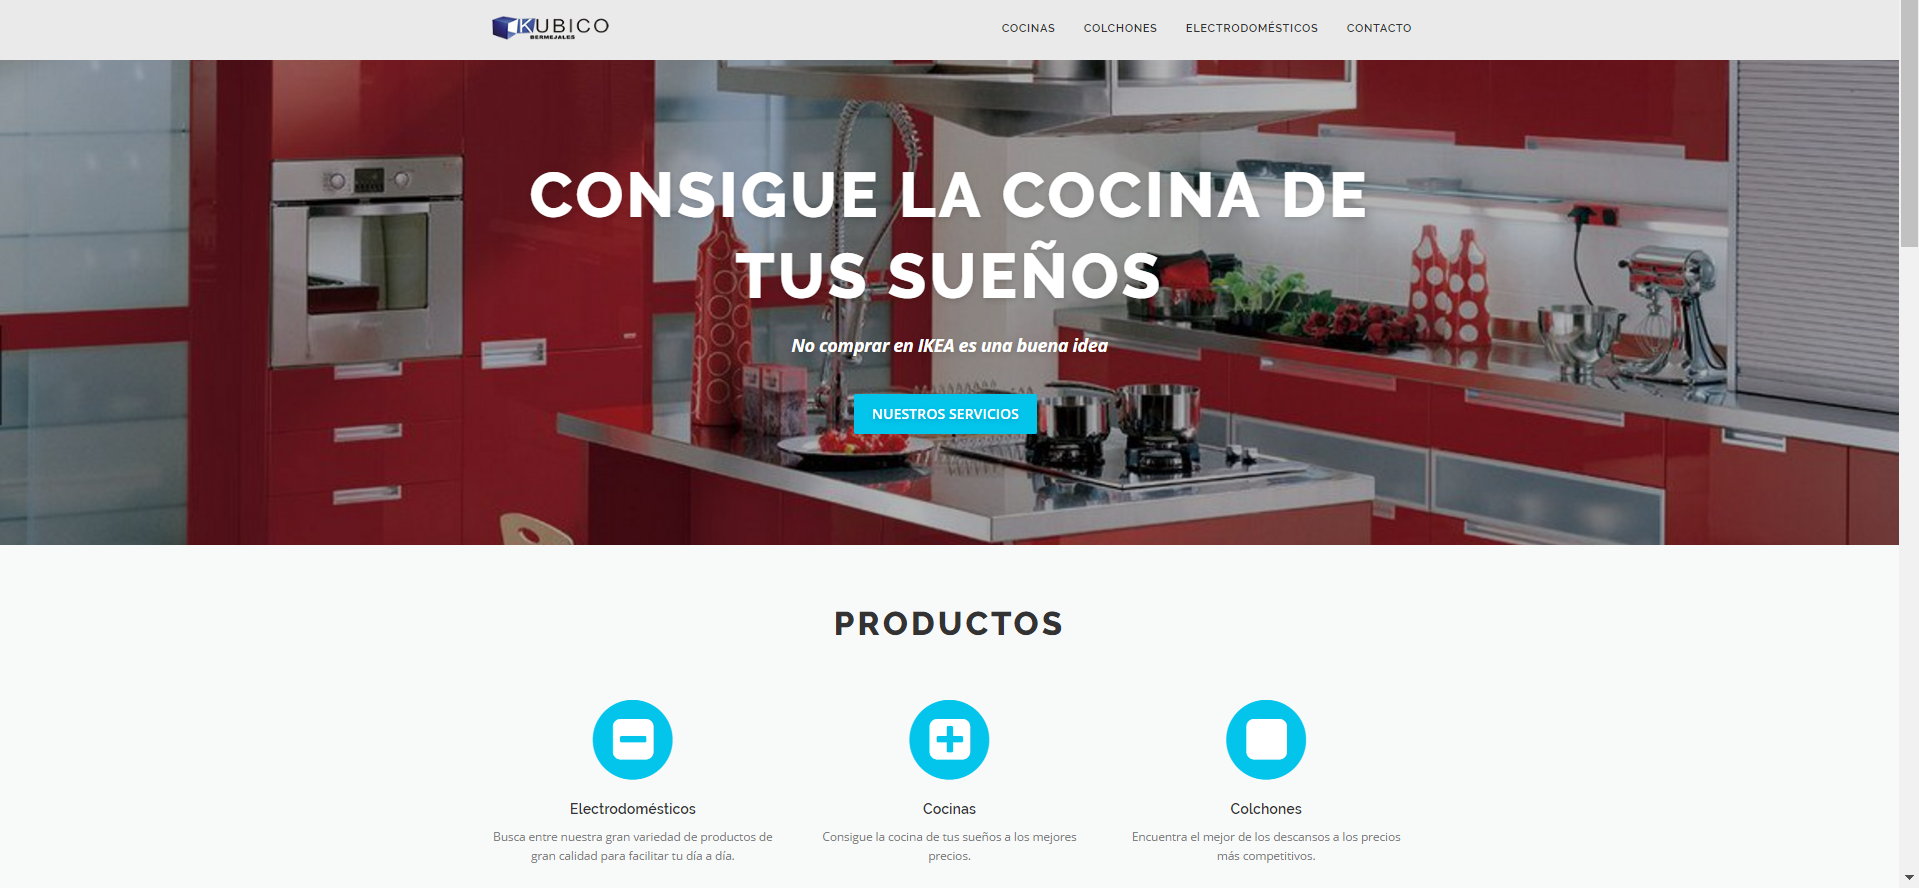 KUBICO
BERMEJALES
COCINAS
COLCHONES
ELECTRODOMÉSTICOS
CONTACTO
CONSIGUE LA COCINA DE
TUS SUEÑOS
No comprar en IKEA es una buena idea
NUESTROS SERVICIOS
PRODUCTOS
Electrodomésticos
Busca entre nuestra gran variedad de productos de
gran calidad para facilitar tu día a día.
Cocinas
Consigue la cocina de tus sueños a los mejores
precios.
Colchones
Encuentra el mejor de los descansos a los precios
más competitivos.